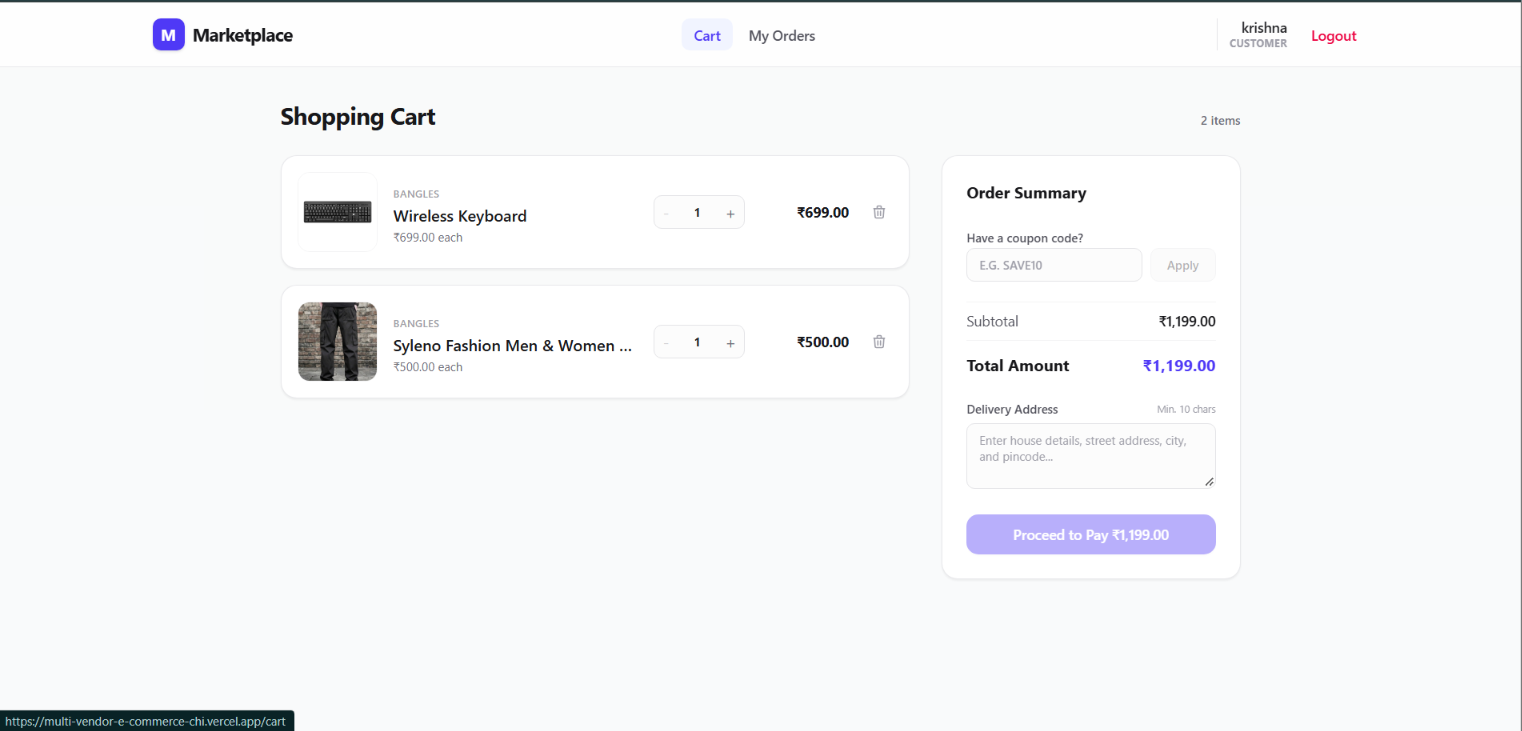 M Marketplace
Cart My Orders
krishna
CUSTOMER
Logout
Shopping Cart
2 items
BANGLES
Wireless Keyboard
₹699.00 each
- 1 +
₹699.00
BANGLES
Syleno Fashion Men & Women ...
₹500.00 each
- 1 +
₹500.00
Order Summary
Have a coupon code?
E.G. SAVE10 Apply
Subtotal ₹1,199.00
Total Amount ₹1,199.00
Delivery Address Min. 10 chars
Enter house details, street address, city,
and pincode...
Proceed to Pay ₹1,199.00
https://multi-vendor-e-commerce-chi.vercel.app/cart